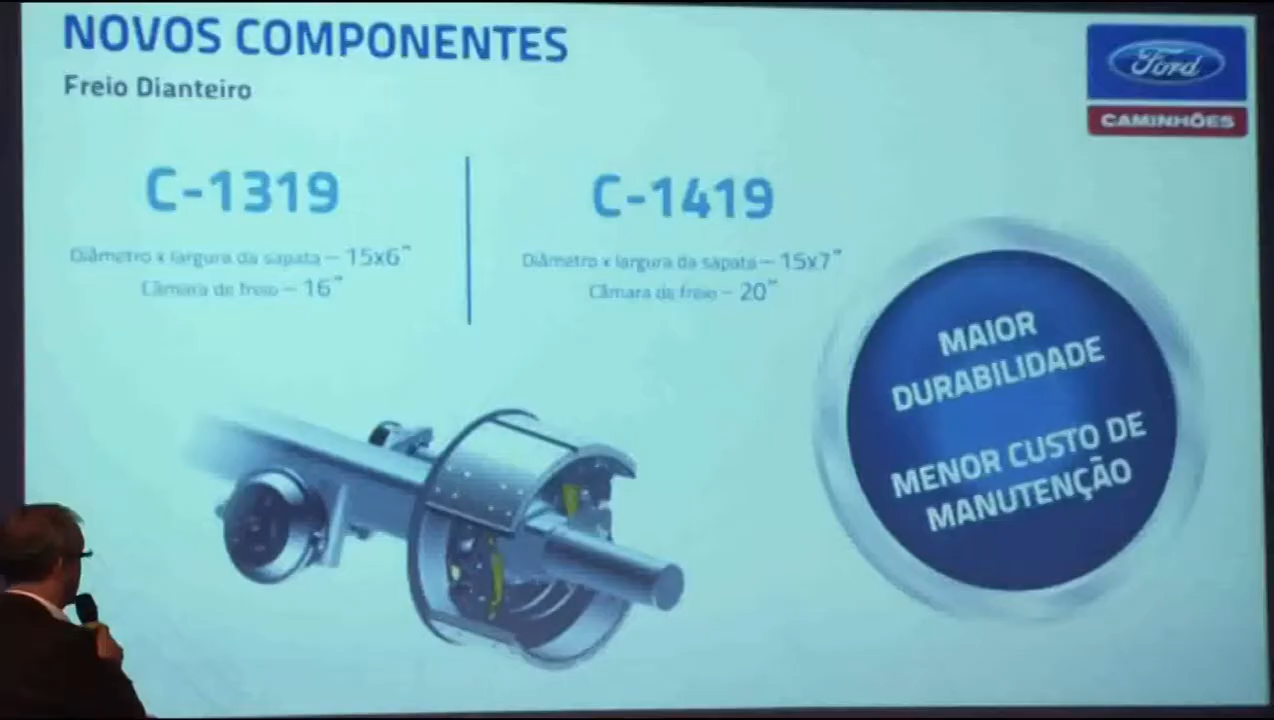 NOVOS COMPONENTES
Freio Dianteiro
Ford
CAMINHÕES
C-1319
Diâmetro x largura da sapata – 15x6”
Câmara de freio – 16”
C-1419
Diâmetro x largura da sapata – 15x7”
Câmara de freio – 20”
MAIOR
DURABILIDADE
MENOR CUSTO DE
MANUTENÇÃO